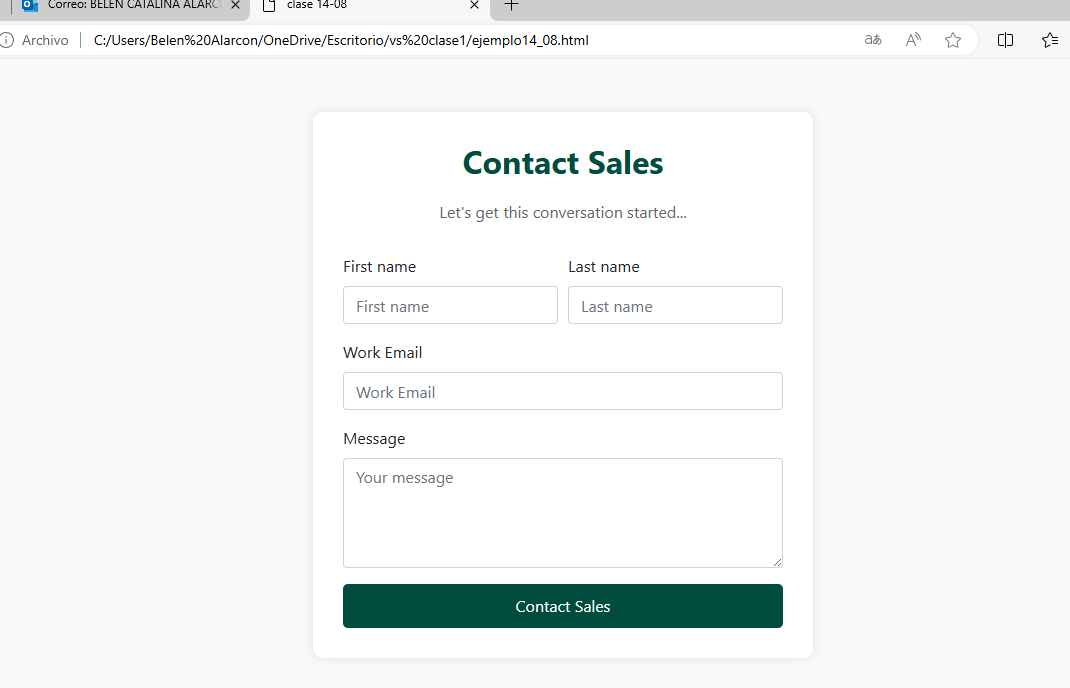 Correo: BELEN CATALINA ALARC
clase 14-08
Archivo
C:/Users/Belen%20Alarcon/OneDrive/Escritorio/vs%20clase1/ejemplo14_08.html
Contact Sales
Let's get this conversation started...
First name Last name
First name Last name
Work Email
Work Email
Message
Your message
Contact Sales